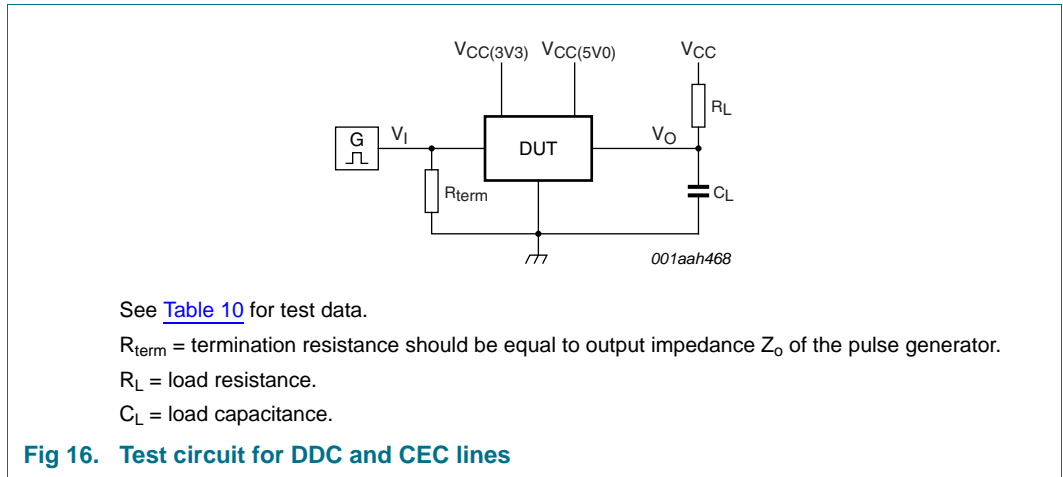 VCC(3V3) VCC(5V0) VCC
RL
G VI DUT VO
Rterm CL
001aah468
See Table 10 for test data.
Rterm = termination resistance should be equal to output impedance Zo of the pulse generator.
RL = load resistance.
CL = load capacitance.
Fig 16. Test circuit for DDC and CEC lines